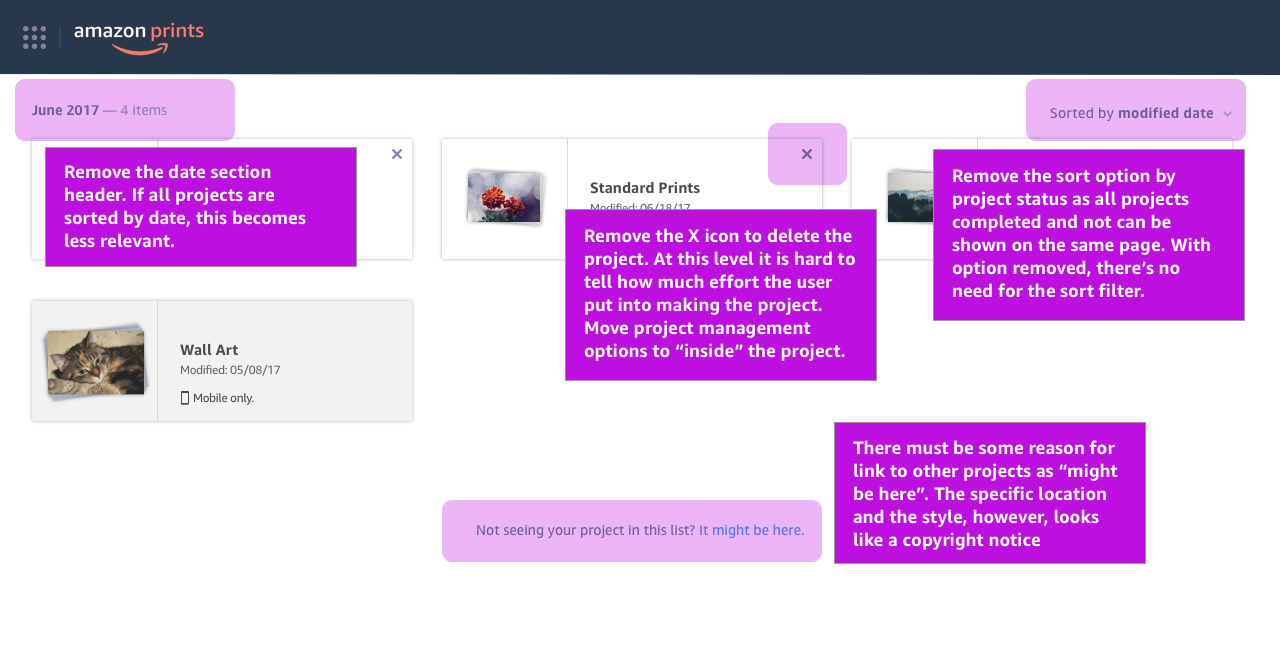 amazon prints
June 2017 — 4 items
Sorted by modified date
Remove the date section
header. If all projects are
sorted by date, this becomes
less relevant.
Standard Prints
Modified: 06/18/17
Remove the X icon to delete the
project. At this level it is hard to
tell how much effort the user
put into making the project.
Move project management
options to “inside” the project.
Remove the sort option by
project status as all projects
completed and not can be
shown on the same page. With
option removed, there’s no
need for the sort filter.
Wall Art
Modified: 05/08/17
Mobile only.
There must be some reason for
link to other projects as “might
be here”. The specific location
and the style, however, looks
like a copyright notice
Not seeing your project in this list? It might be here.